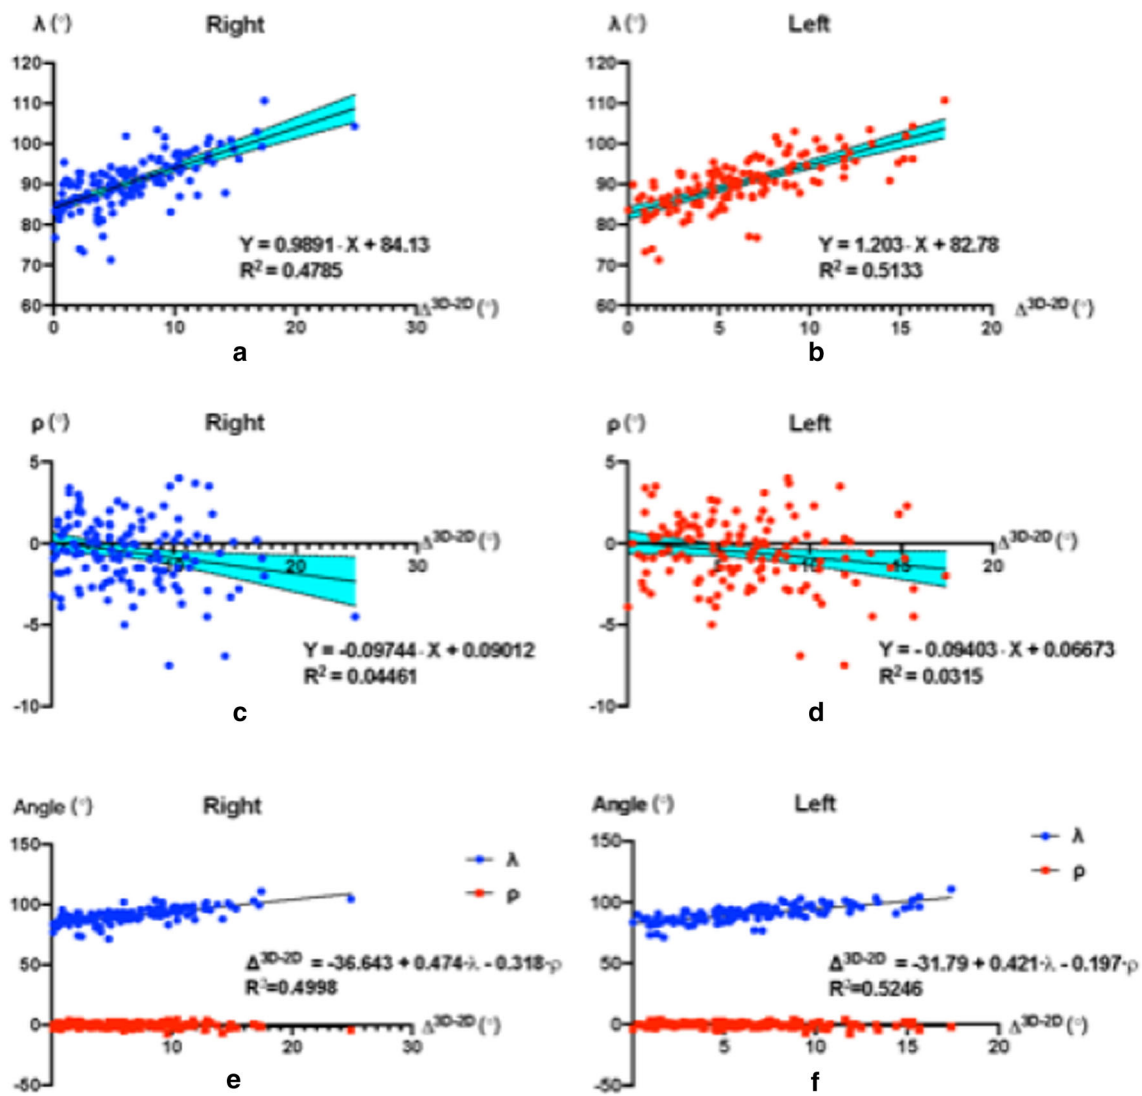 λ (°) Right
120
110
100
90
80
70
60
Y = 0.9891 · X + 84.13
R² = 0.4785
0 10 20 30 Δ³ᴰ⁻²ᴰ (°)
a
λ (°) Left
120
110
100
90
80
70
60
Y = 1.203 · X + 82.78
R² = 0.5133
0 5 10 15 20 Δ³ᴰ⁻²ᴰ (°)
b
ρ (°) Right
5
0
-5
-10
10 20 30 Δ³ᴰ⁻²ᴰ (°)
Y = -0.09744 · X + 0.09012
R² = 0.04461
c
ρ (°) Left
5
0
-5
-10
5 10 15 20 Δ³ᴰ⁻²ᴰ (°)
Y = - 0.09403 · X + 0.06673
R² = 0.0315
d
Angle (°) Right
150
100
50
0
-50
λ
ρ
Δ³ᴰ⁻²ᴰ = -36.643 + 0.474·λ - 0.318·ρ
R²=0.4998
10 20 30 Δ³ᴰ⁻²ᴰ (°)
e
Angle (°) Left
150
100
50
0
-50
λ
ρ
Δ³ᴰ⁻²ᴰ = -31.79 + 0.421·λ - 0.197·ρ
R²=0.5246
5 10 15 20 Δ³ᴰ⁻²ᴰ (°)
f